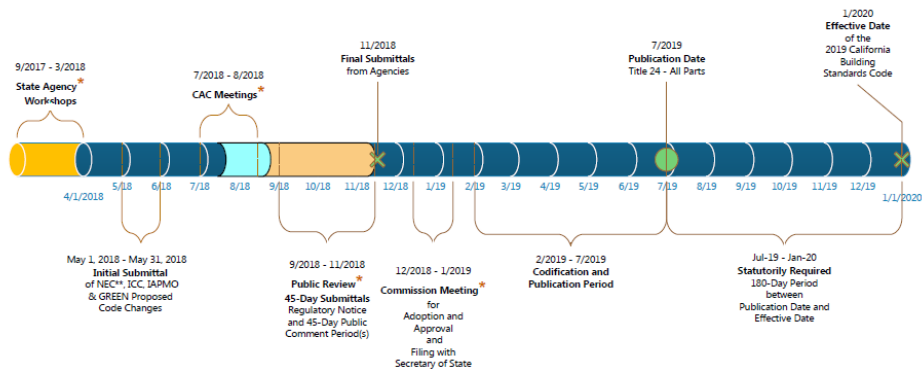 9/2017 - 3/2018
State Agency*
Workshops
7/2018 - 8/2018
CAC Meetings*
11/2018
Final Submittals
from Agencies
7/2019
Publication Date
Title 24 - All Parts
1/2020
Effective Date
of the
2019 California
Building
Standards Code
4/1/2018
5/18
6/18
7/18
8/18
9/18
10/18
11/18
12/18
1/19
2/19
3/19
4/19
5/19
6/19
7/19
8/19
9/19
10/19
11/19
12/19
1/1/2020
May 1, 2018 - May 31, 2018
Initial Submittal
of NEC**, ICC, IAPMO
& GREEN Proposed
Code Changes
9/2018 - 11/2018
Public Review*
45-Day Submittals
Regulatory Notice
and 45-Day Public
Comment Period(s)
12/2018 - 1/2019
Commission Meeting*
for
Adoption and
Approval
and
Filing with
Secretary of State
2/2019 - 7/2019
Codification and
Publication Period
Jul-19 - Jan-20
Statutorily Required
180-Day Period
between
Publication Date and
Effective Date